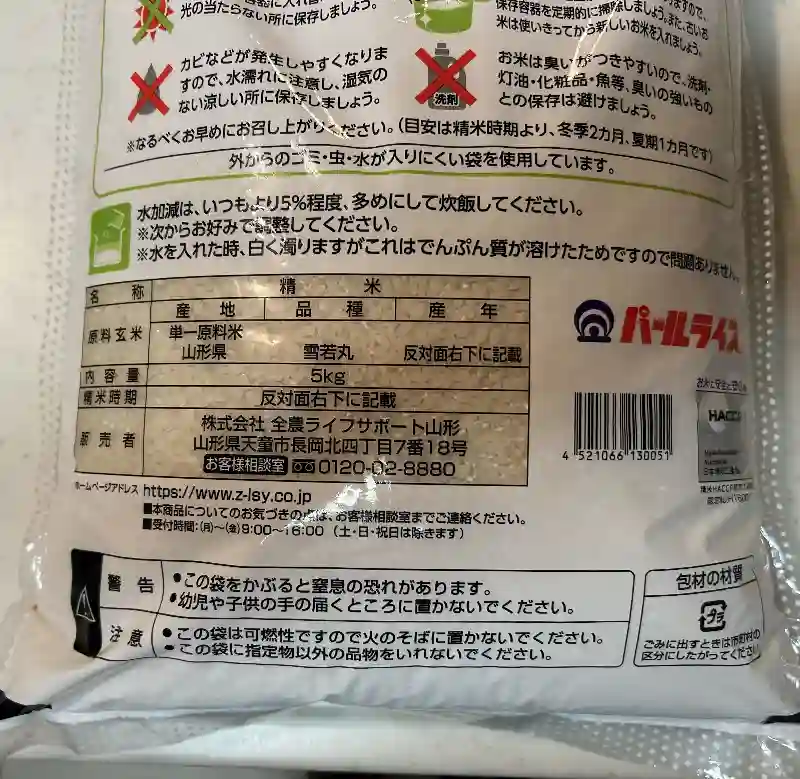 光の当たらない所に保存しましょう。
保存容器を定期的に掃除しましょう。また、古いお
米は使いきってから新しいお米を入れましょう。
カビなどが発生しやすくなりま
すので、水濡れに注意し、湿気の
ない涼しい所に保存しましょう。
洗剤
お米は臭いがつきやすいので、洗剤・
灯油・化粧品・魚等、臭いの強いもの
との保存は避けましょう。
※なるべくお早めにお召し上がりください。(目安は精米時期より、冬季2カ月、夏期1カ月です)
外からのゴミ・虫・水が入りにくい袋を使用しています。
水加減は、いつもより5%程度、多めにして炊飯してください。
※次からお好みで調整してください。
※水を入れた時、白く濁りますがこれはでんぷん質が溶けたためですので問題ありません。
名称 精米
原料玄米 産地 品種 産年
単一原料米
山形県 雪若丸 反対面右下に記載
内容量 5kg
精米時期 反対面右下に記載
販売者 株式会社 全農ライフサポート山形
山形県天童市長岡北四丁目7番18号
お客様相談室 0120-02-8880
パールライス
HACCP
4 521066 130051
ホームページアドレス https://www.z-lsy.co.jp
■本商品についてのお気づきの点は、お客様相談室までご連絡ください。
■受付時間:(月)〜(金)9:00〜16:00 (土・日・祝日は除きます)
警告 ●この袋をかぶると窒息の恐れがあります。
●幼児や子供の手の届くところに置かないでください。
注意 ●この袋は可燃性ですので火のそばに置かないでください。
●この袋に指定物以外の品物をいれないでください。
包材の材質
プラ
ごみに出すときは市町村の
区分にしたがってください。